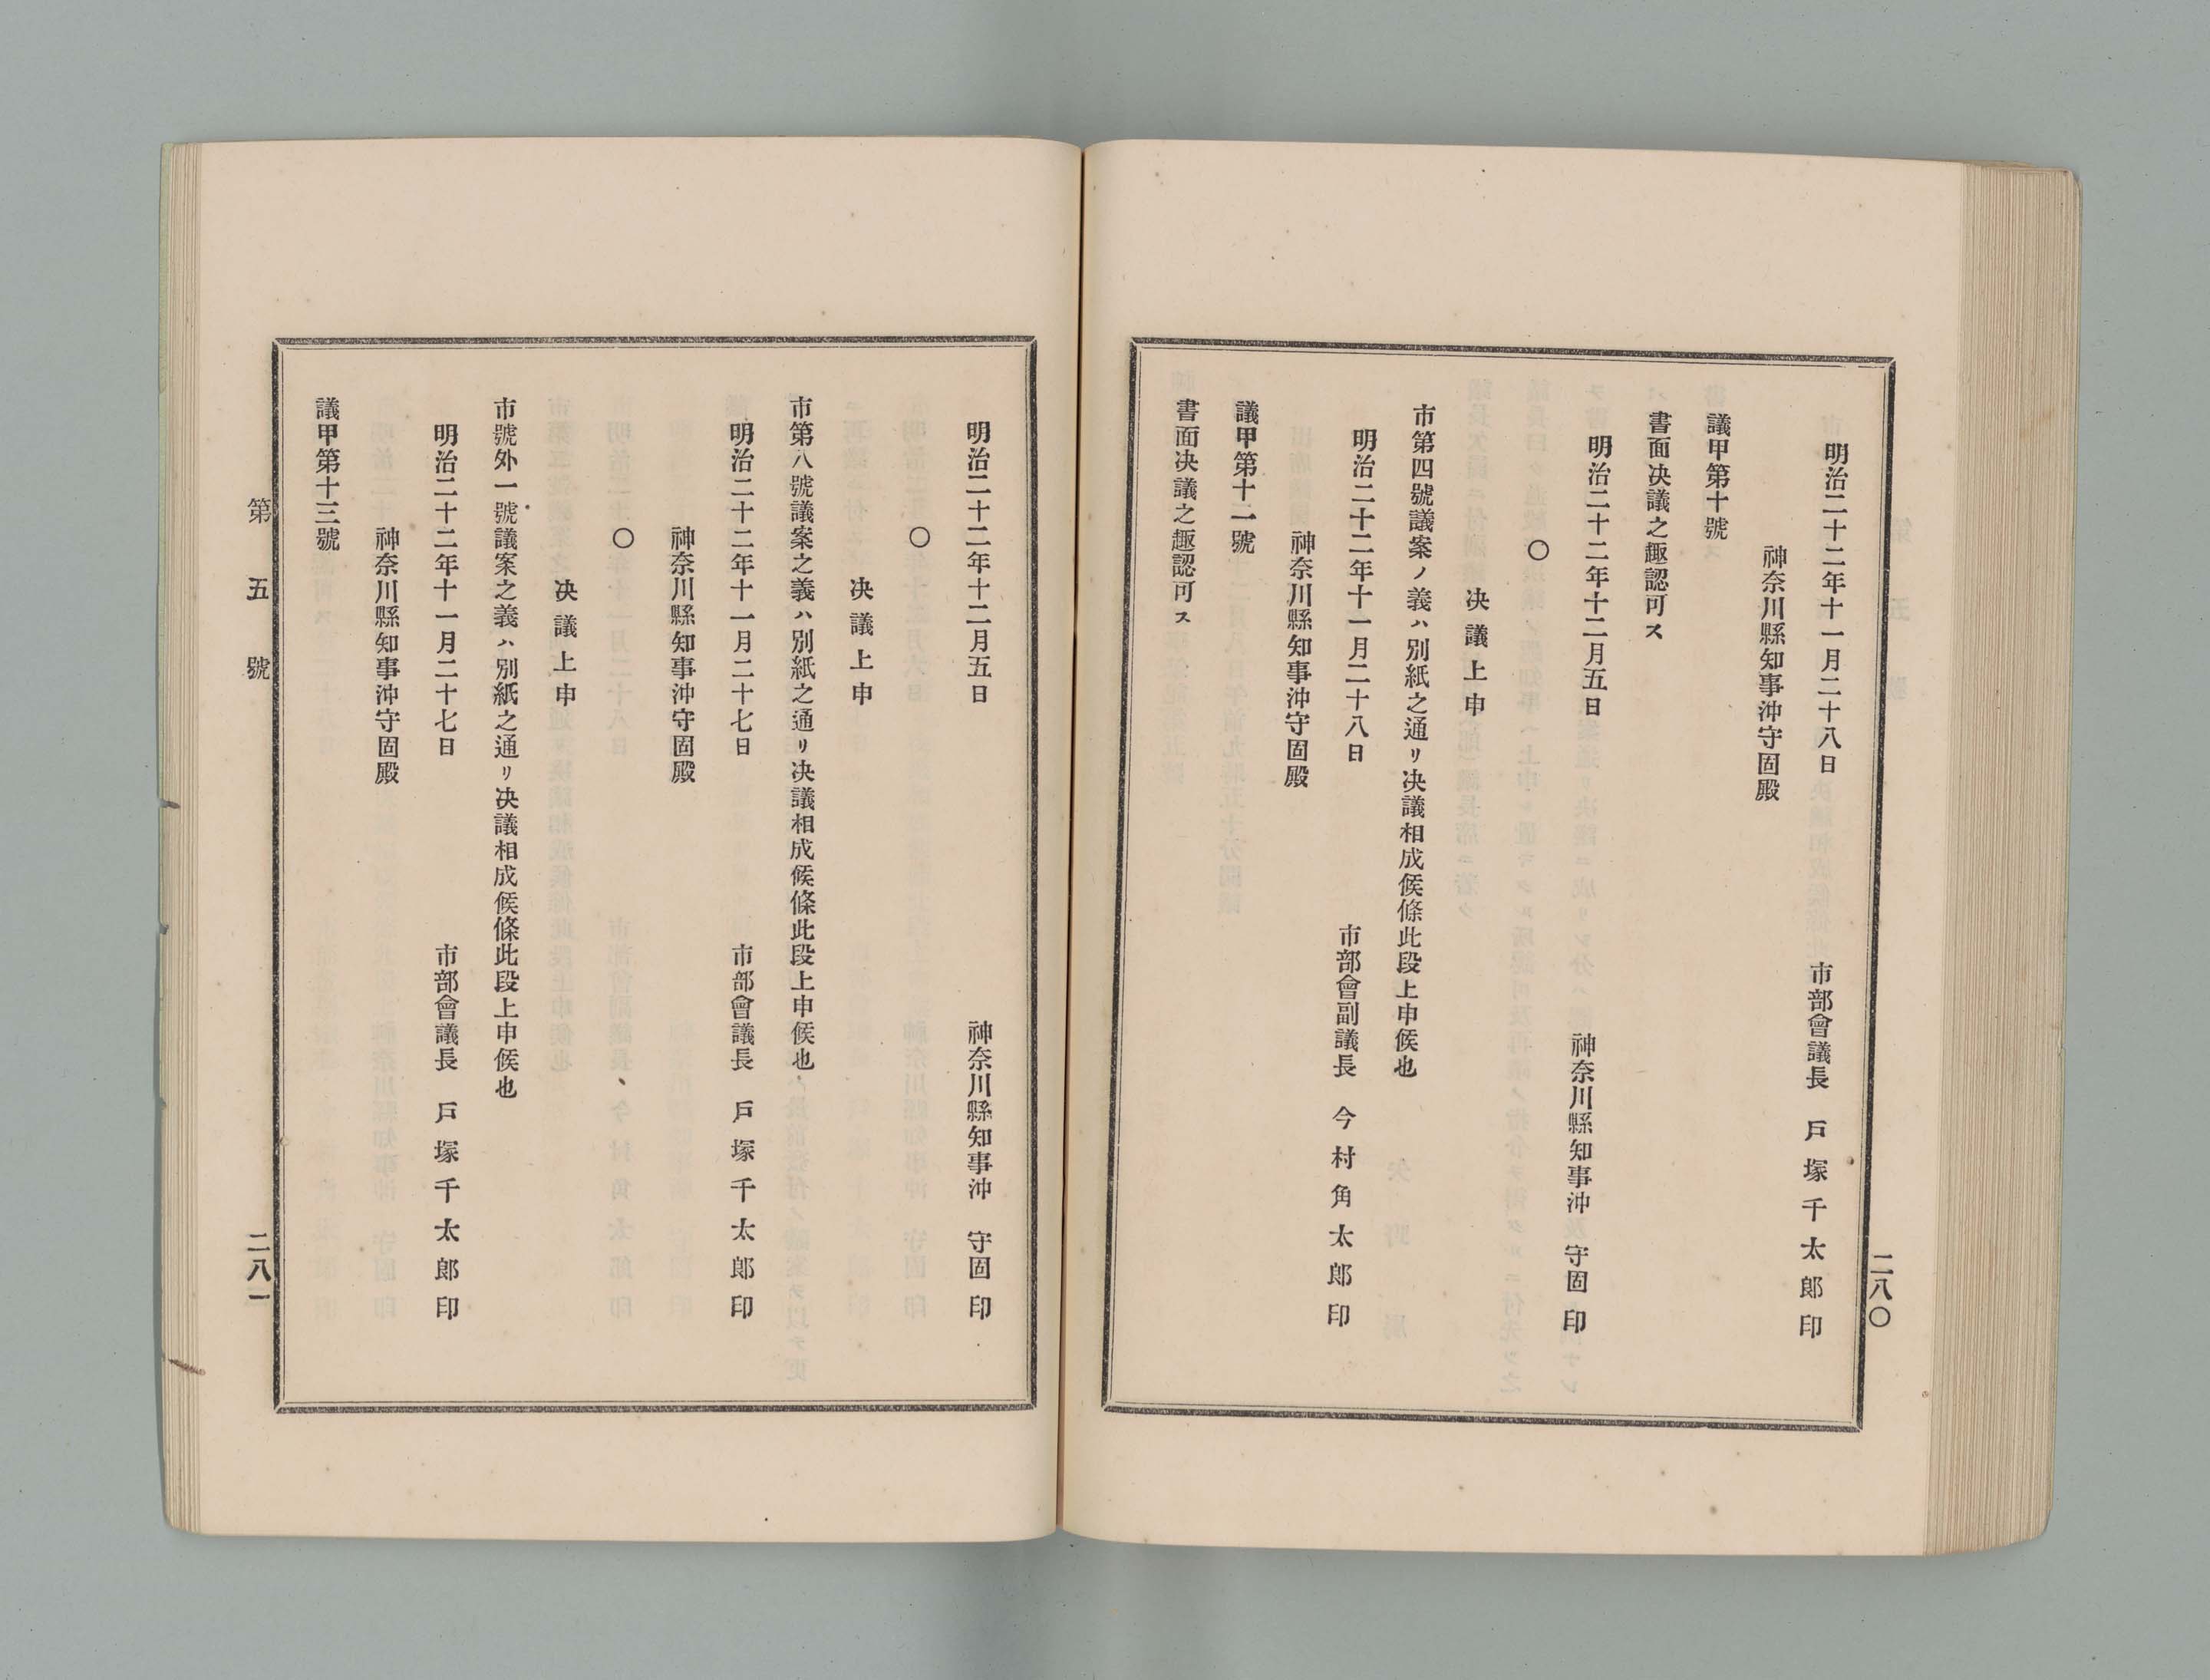 二八〇
明治二十二年十一月二十八日
市部會議長 戸塚千太郎印
神奈川縣知事沖守固殿
議甲第十號
書面决議之趣認可ス
明治二十二年十二月五日
神奈川縣知事沖 守固 印
〇
决議上申
市第四號議案ノ義ハ別紙之通リ决議相成候條此段上申候也
明治二十二年十一月二十八日
市部會副議長 今村角太郎印
神奈川縣知事沖守固殿
議甲第十二號
書面决議之趣認可ス
明治二十二年十二月五日
神奈川縣知事沖 守固 印
〇
决議上申
市第八號議案之義ハ別紙之通リ决議相成候條此段上申候也
明治二十二年十一月二十七日
市部會議長 戸塚千太郎印
神奈川縣知事沖守固殿
〇
决議上申
市號外一號議案之義ハ別紙之通リ决議相成候條此段上申候也
明治二十二年十一月二十七日
市部會議長 戸塚千太郎印
神奈川縣知事沖守固殿
議甲第十三號
第五號
二八一